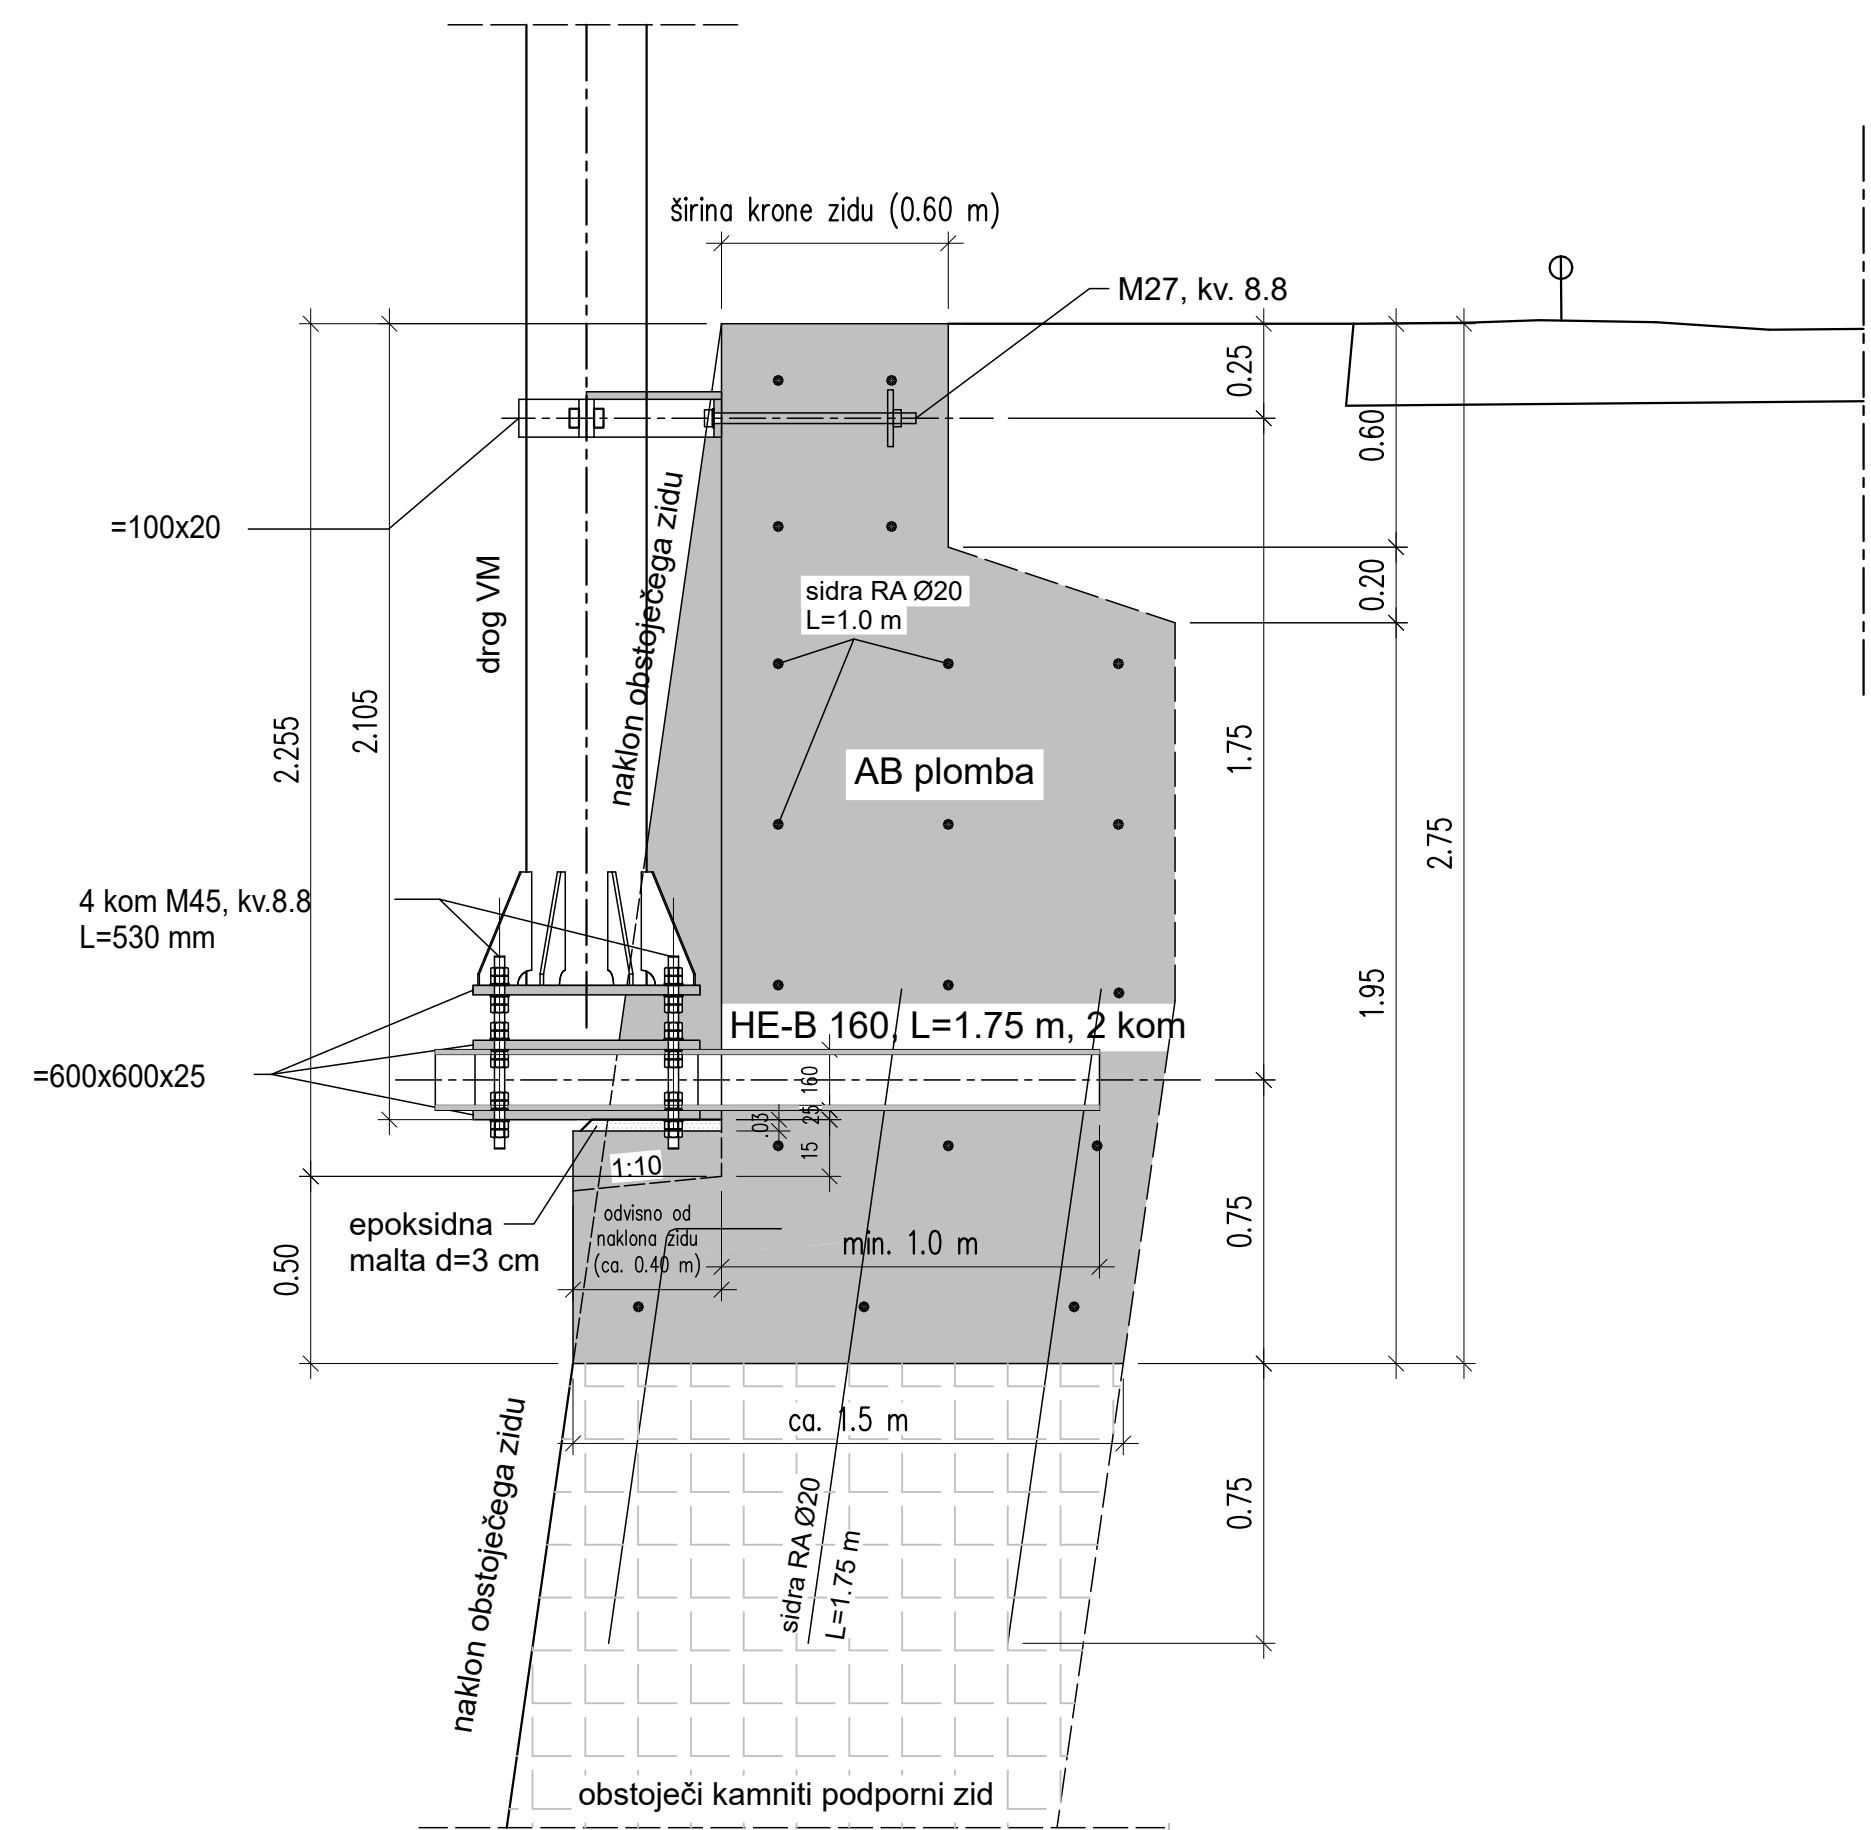 širina krone zidu (0.60 m)
M27, kv. 8.8
0.25
0.60
=100x20
drog VM
naklon obstoječega zidu
sidra RA Ø20
L=1.0 m
0.20
2.255
2.105
1.75
AB plomba
2.75
4 kom M45, kv.8.8
L=530 mm
1.95
HE-B 160, L=1.75 m, 2 kom
=600x600x25
160
25
.03
15
1:10
odvisno od
naklona zidu
(ca. 0.40 m)
epoksidna
malta d=3 cm
min. 1.0 m
0.75
0.50
ca. 1.5 m
naklon obstoječega zidu
sidra RA Ø20
L=1.75 m
0.75
obstoječi kamniti podporni zid